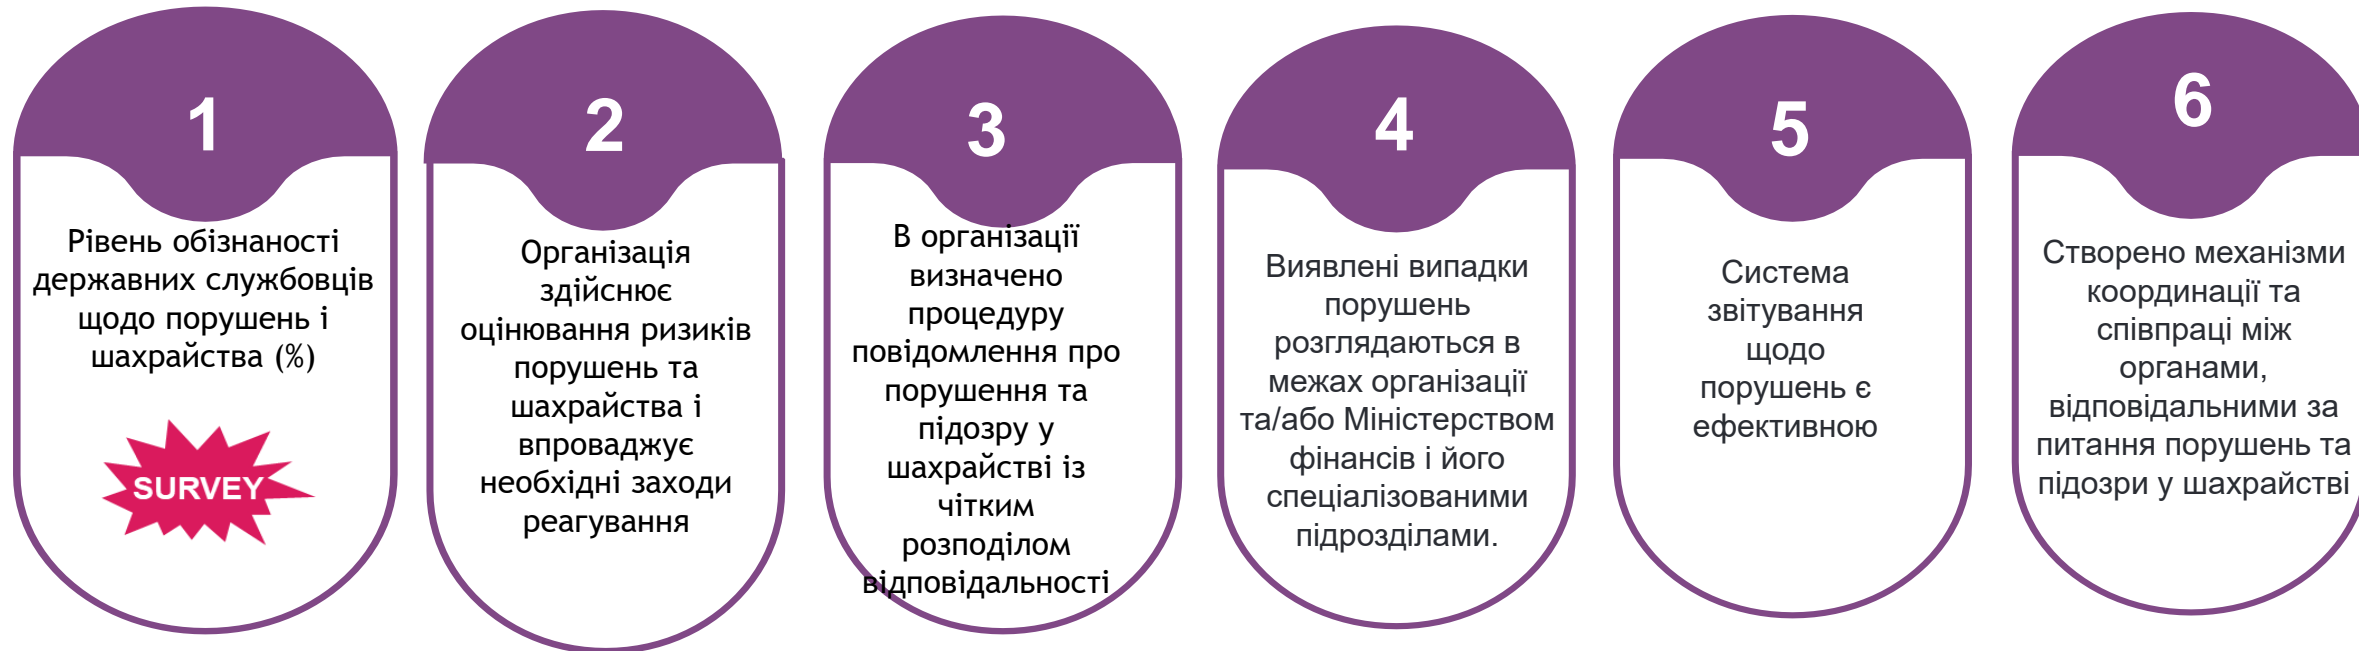 1
Рівень обізнаності
державних службовців
щодо порушень і
шахрайства (%)
SURVEY
2
Організація
здійснює
оцінювання ризиків
порушень та
шахрайства і
впроваджує
необхідні заходи
реагування
3
В організації
визначено
процедуру
повідомлення про
порушення та
підозру у
шахрайстві із
чітким
розподілом
відповідальності
4
Виявлені випадки
порушень
розглядаються в
межах організації
та/або Міністерством
фінансів і його
спеціалізованими
підрозділами.
5
Система
звітування
щодо
порушень є
ефективною
6
Створено механізми
координації та
співпраці між
органами,
відповідальними за
питання порушень та
підозри у шахрайстві